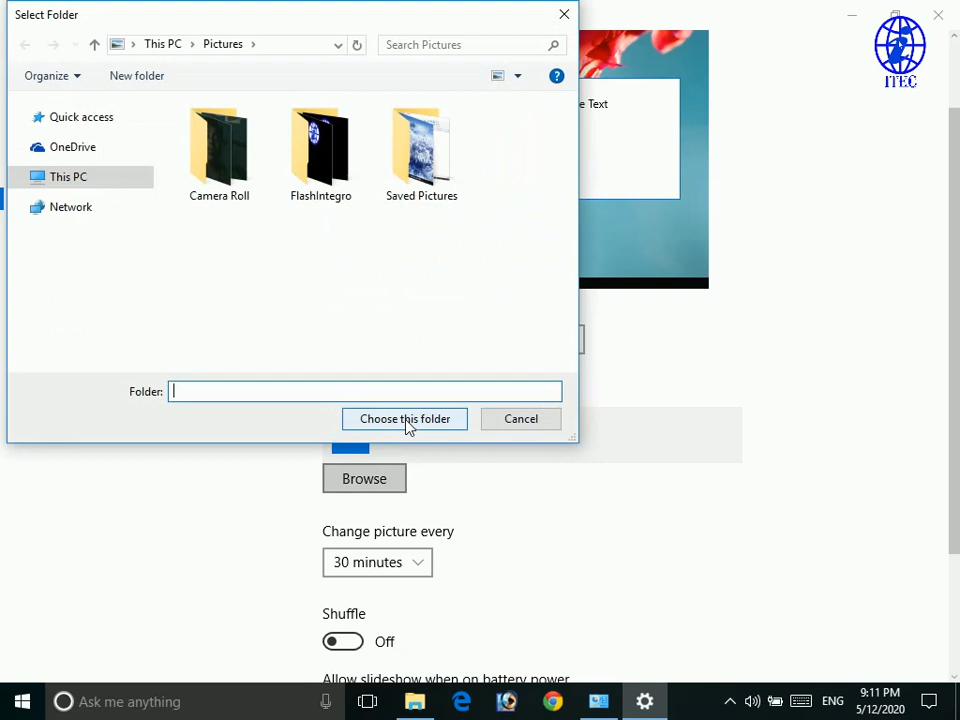 Select Folder
This PC
Pictures
Search Pictures
Organize
New folder
Quick access
OneDrive
This PC
Network
Camera Roll
FlashIntegro
Saved Pictures
Folder:
Choose this folder
Cancel
e Text
ITEC
Browse
Change picture every
30 minutes
Shuffle
Off
Allow slideshow when on battery power
Ask me anything
ENG
9:11 PM
5/12/2020